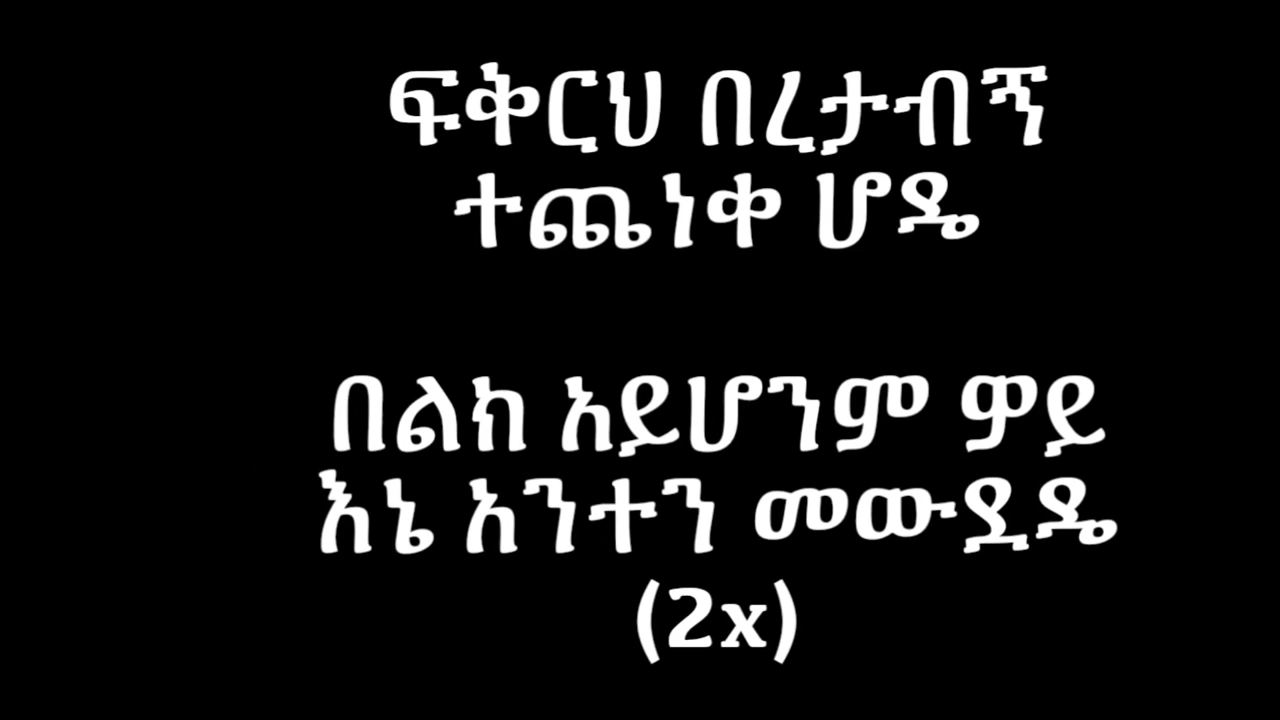 ፍቅርህ በረታብኝ
ተጨነቀ ሆዴ
በልክ አይሆንም ዎይ
እኔ አንተን መውደዴ
(2x)